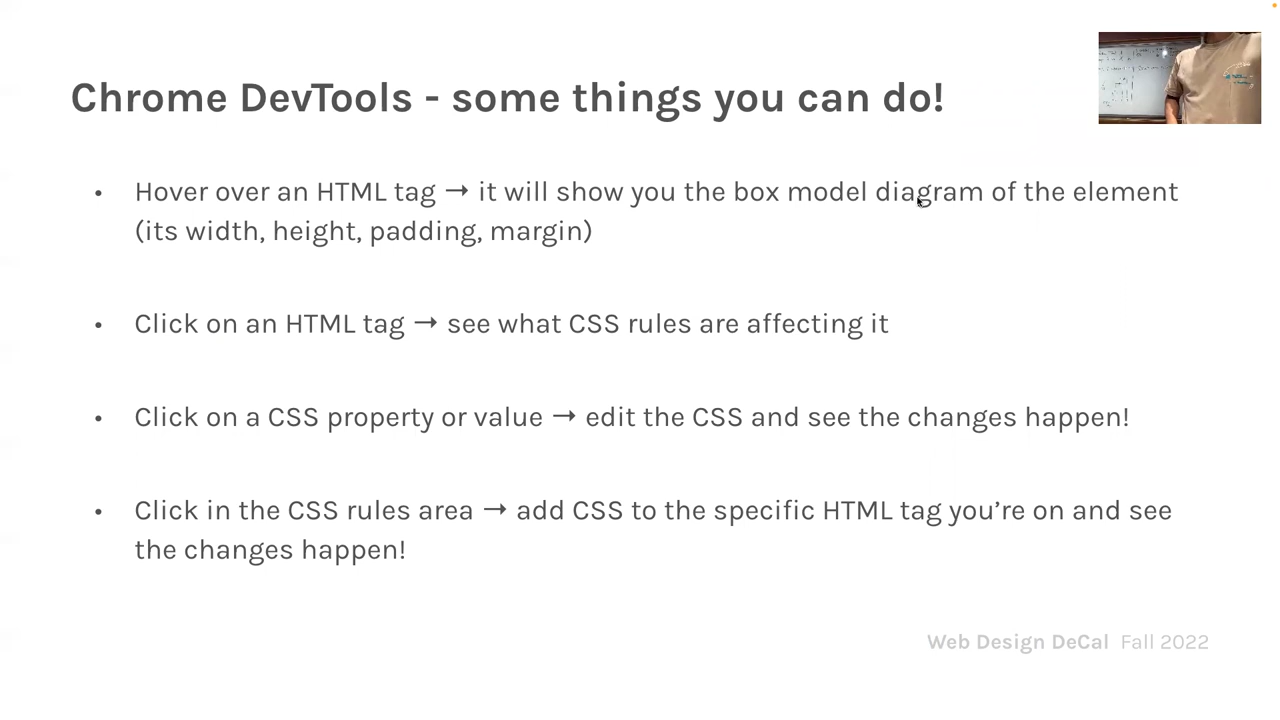 Chrome DevTools - some things you can do!
• Hover over an HTML tag → it will show you the box model diagram of the element
(its width, height, padding, margin)
• Click on an HTML tag → see what CSS rules are affecting it
• Click on a CSS property or value → edit the CSS and see the changes happen!
• Click in the CSS rules area → add CSS to the specific HTML tag you’re on and see
the changes happen!
Web Design DeCal Fall 2022